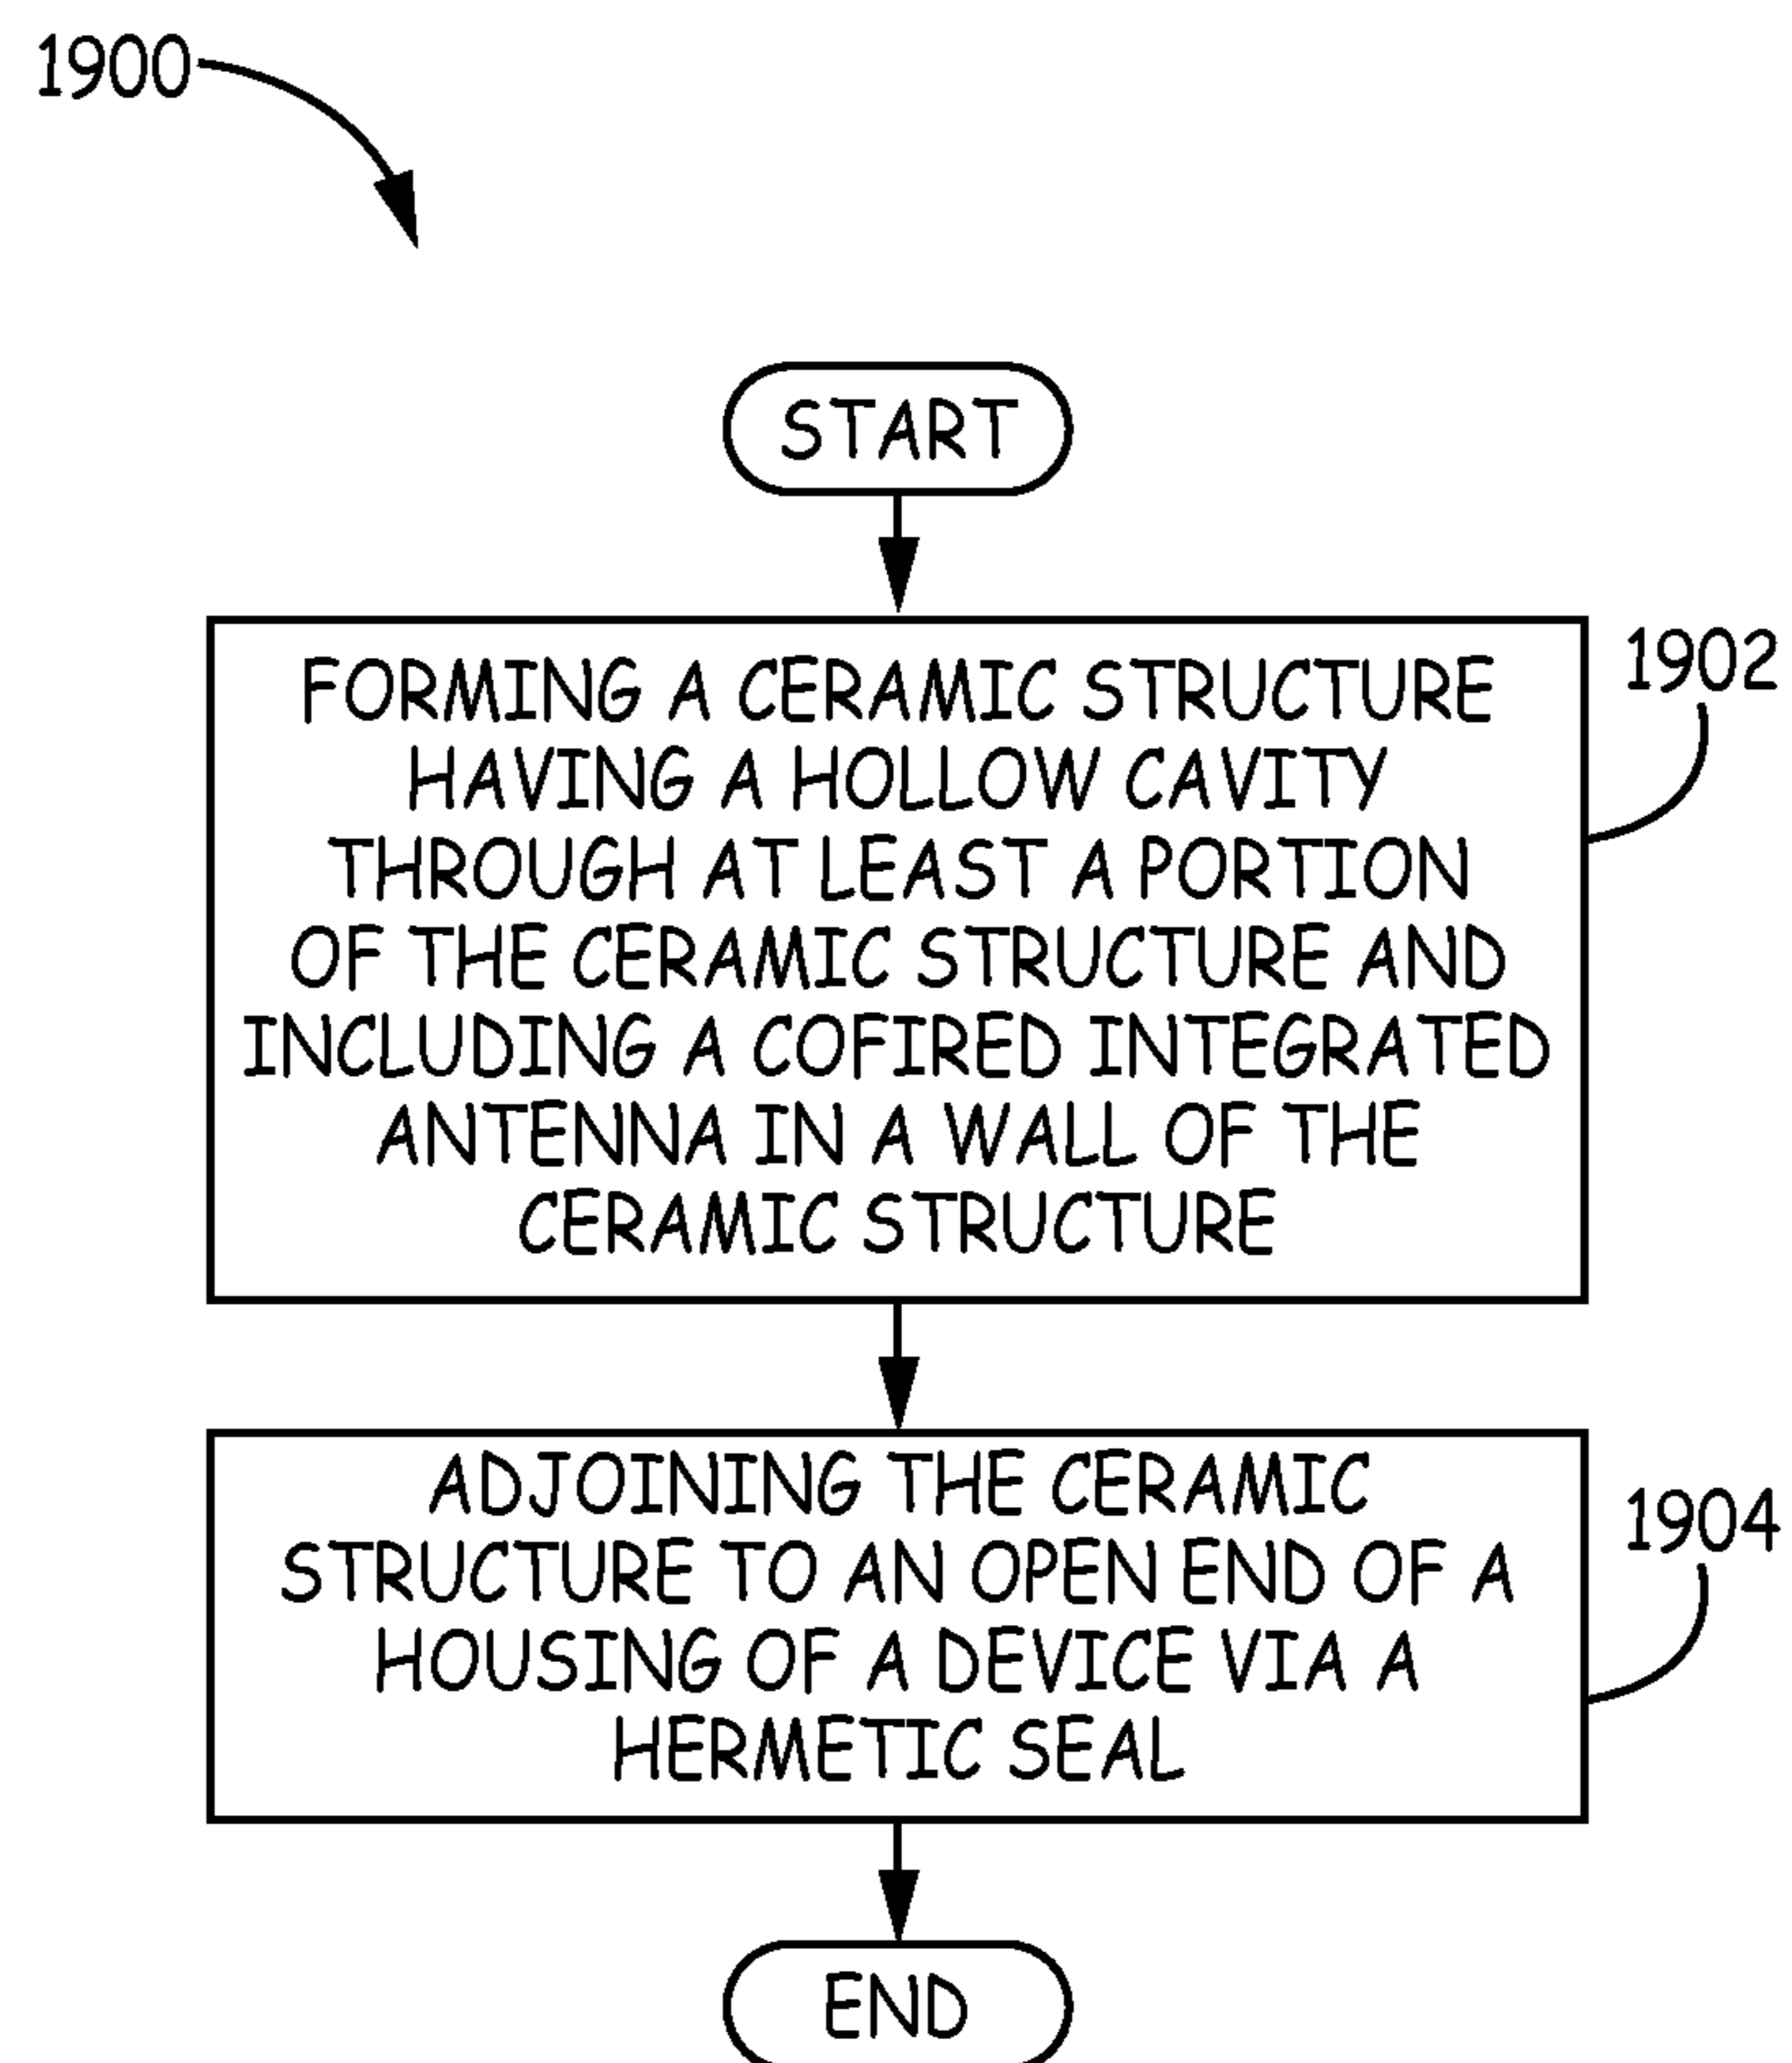 1900
START
FORMING A CERAMIC STRUCTURE
HAVING A HOLLOW CAVITY
THROUGH AT LEAST A PORTION
OF THE CERAMIC STRUCTURE AND
INCLUDING A COFIRED INTEGRATED
ANTENNA IN A WALL OF THE
CERAMIC STRUCTURE
1902
ADJOINING THE CERAMIC
STRUCTURE TO AN OPEN END OF A
HOUSING OF A DEVICE VIA A
HERMETIC SEAL
1904
END